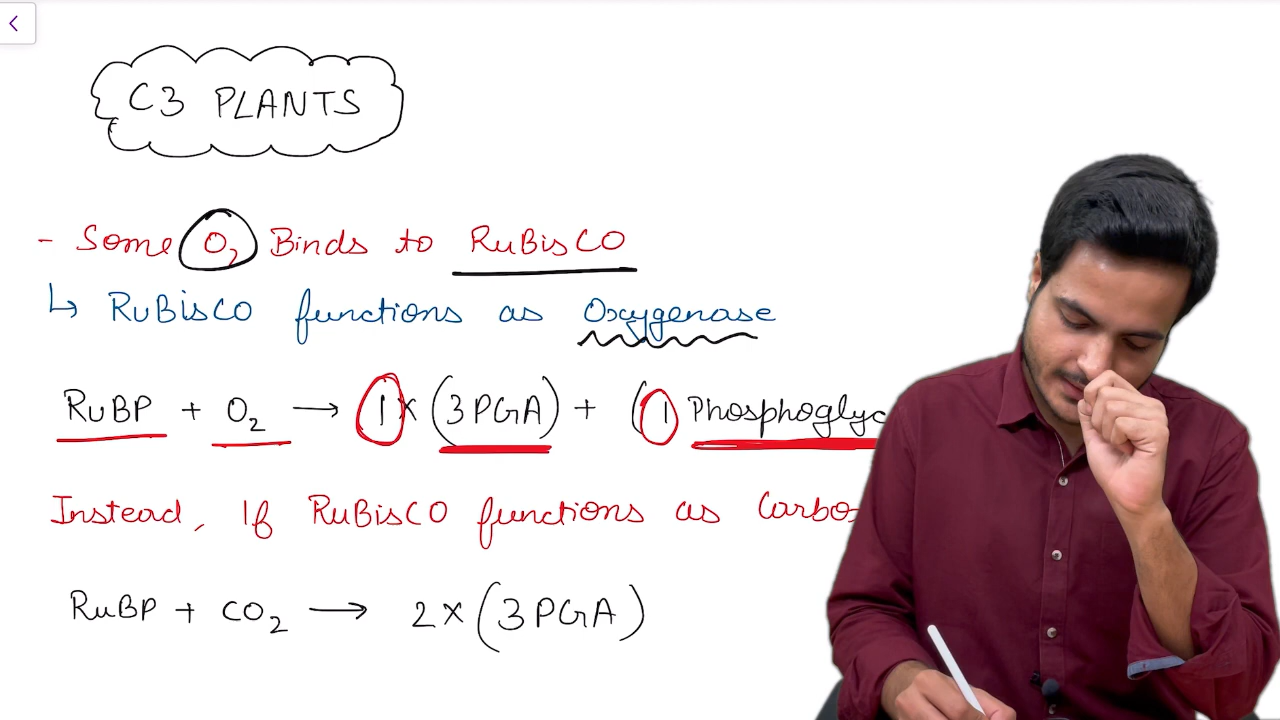 C3 PLANTS
- Some O₂ Binds to RuBisCO
↳ RuBisCO functions as Oxygenase
RuBP + O₂ → 1 × (3PGA) + (1 Phosphoglyc
Instead, If RuBisCO functions as Carbo
RuBP + CO₂ → 2 × (3PGA)